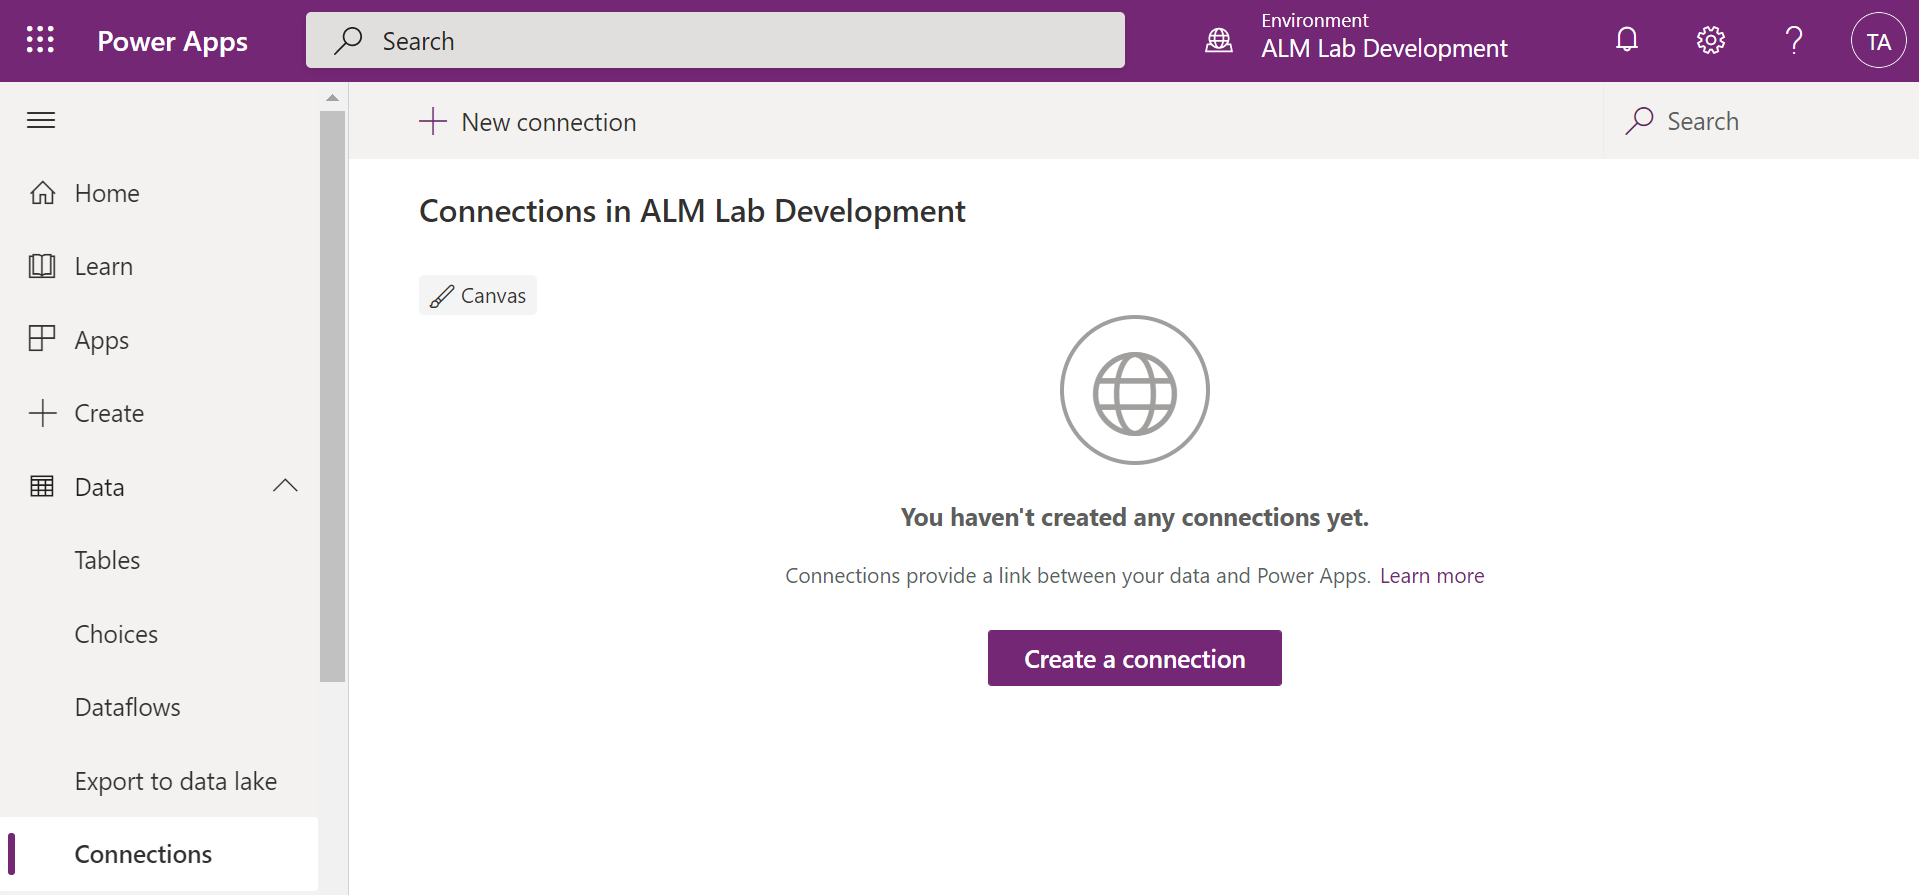 Power Apps
Search
Environment
ALM Lab Development
?
TA
New connection
Search
Home
Learn
Apps
Create
Data
Tables
Choices
Dataflows
Export to data lake
Connections
Connections in ALM Lab Development
Canvas
You haven't created any connections yet.
Connections provide a link between your data and Power Apps. Learn more
Create a connection